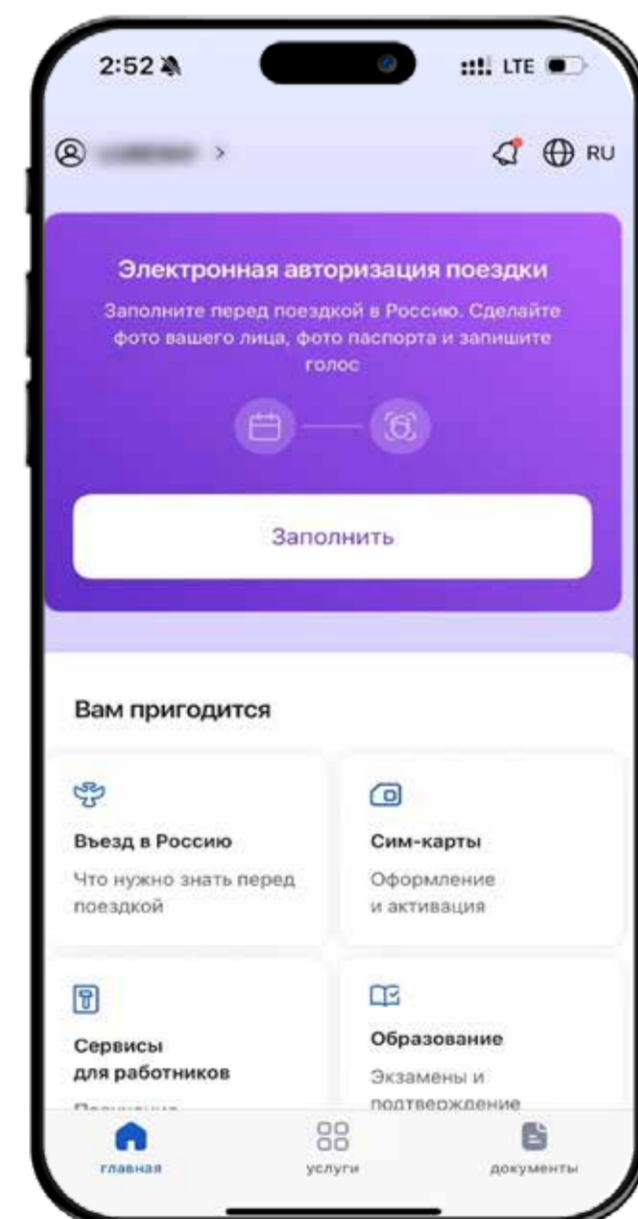 2:52
LTE
RU
Электронная авторизация поездки
Заполните перед поездкой в Россию. Сделайте
фото вашего лица, фото паспорта и запишите
голос
Заполнить
Вам пригодится
Въезд в Россию
Что нужно знать перед
поездкой
Сим-карты
Оформление
и активация
Сервисы
для работников
Образование
Экзамены и
подтверждение
главная
услуги
документы